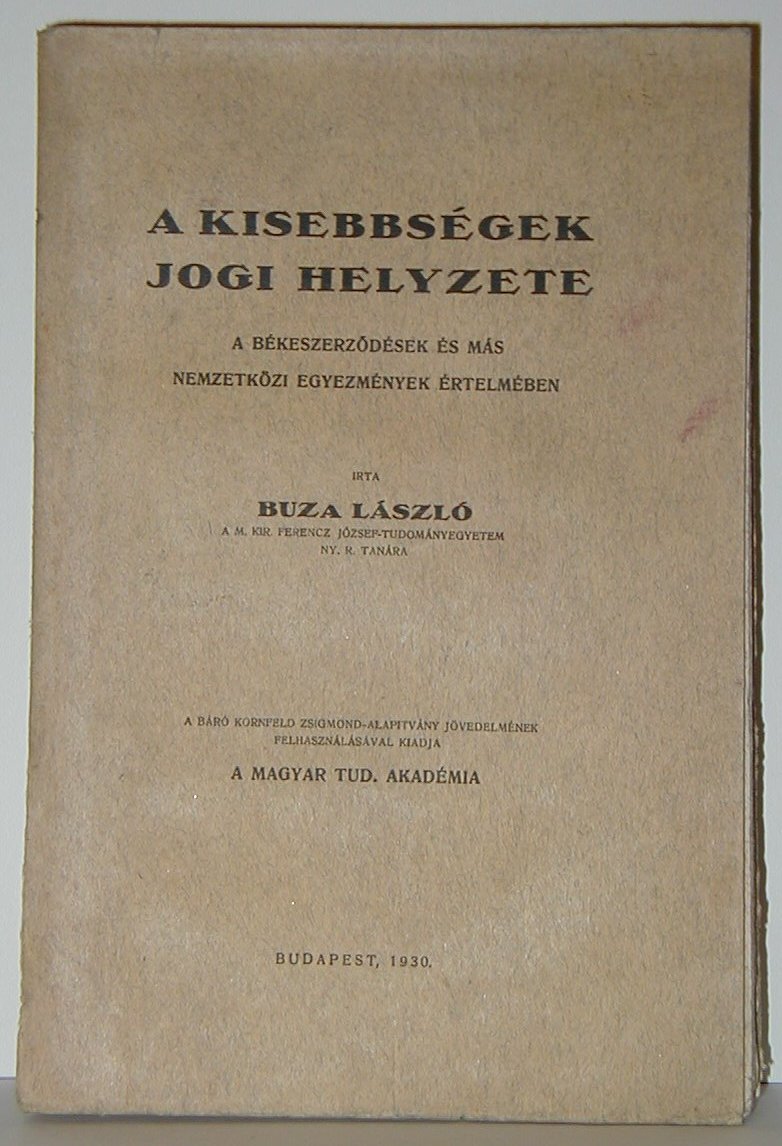 A KISEBBSÉGEK
JOGI HELYZETE
A BÉKESZERZŐDÉSEK ÉS MÁS
NEMZETKÖZI EGYEZMÉNYEK ÉRTELMÉBEN
IRTA
BUZA LÁSZLÓ
A M. KIR. FERENCZ JÓZSEF-TUDOMÁNYEGYETEM
NY. R. TANÁRA
A BÁRÓ KORNFELD ZSIGMOND-ALAPITVÁNY JÖVEDELMÉNEK
FELHASZNÁLÁSÁVAL KIADJA
A MAGYAR TUD. AKADÉMIA
BUDAPEST, 1930.